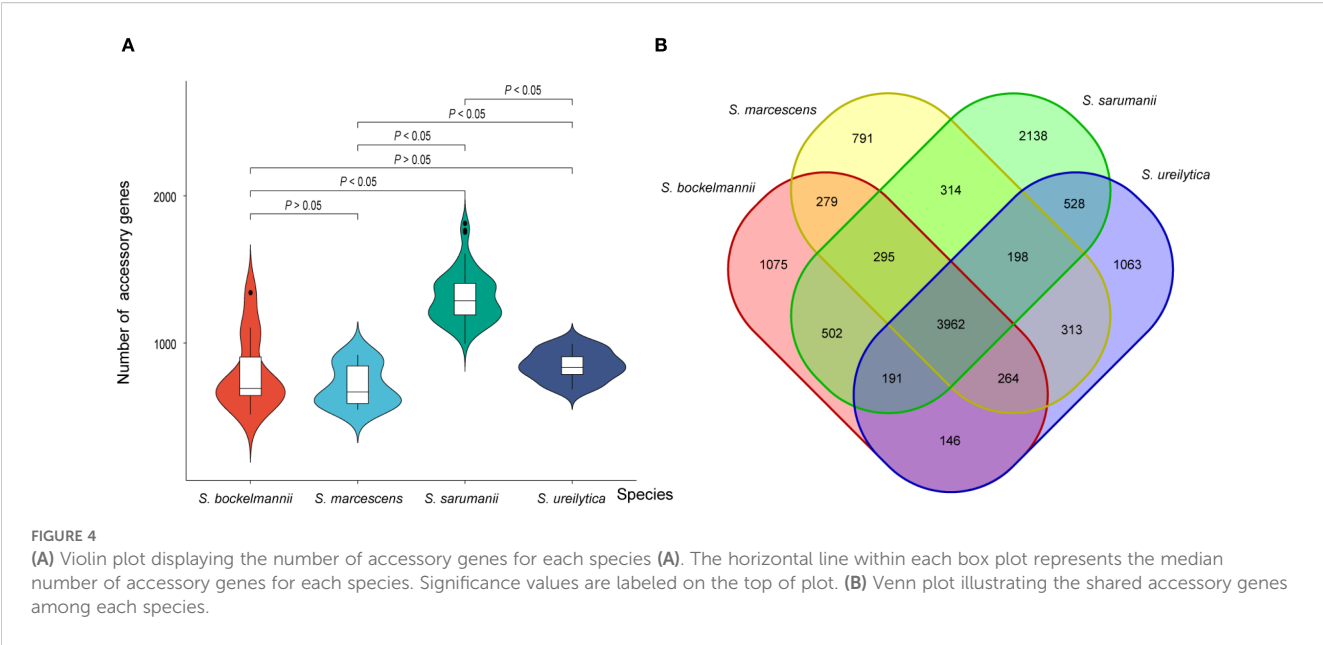 A
B
P < 0.05
P < 0.05
P < 0.05
P > 0.05
P < 0.05
P > 0.05
2000
1000
Number of accessory genes
S. bockelmannii
S. marcescens
S. sarumanii
S. ureilytica
Species
S. marcescens
S. sarumanii
S. bockelmannii
S. ureilytica
791
2138
279
314
528
1075
295
198
1063
502
3962
313
191
264
146
FIGURE 4
(A) Violin plot displaying the number of accessory genes for each species (A). The horizontal line within each box plot represents the median
number of accessory genes for each species. Significance values are labeled on the top of plot. (B) Venn plot illustrating the shared accessory genes
among each species.